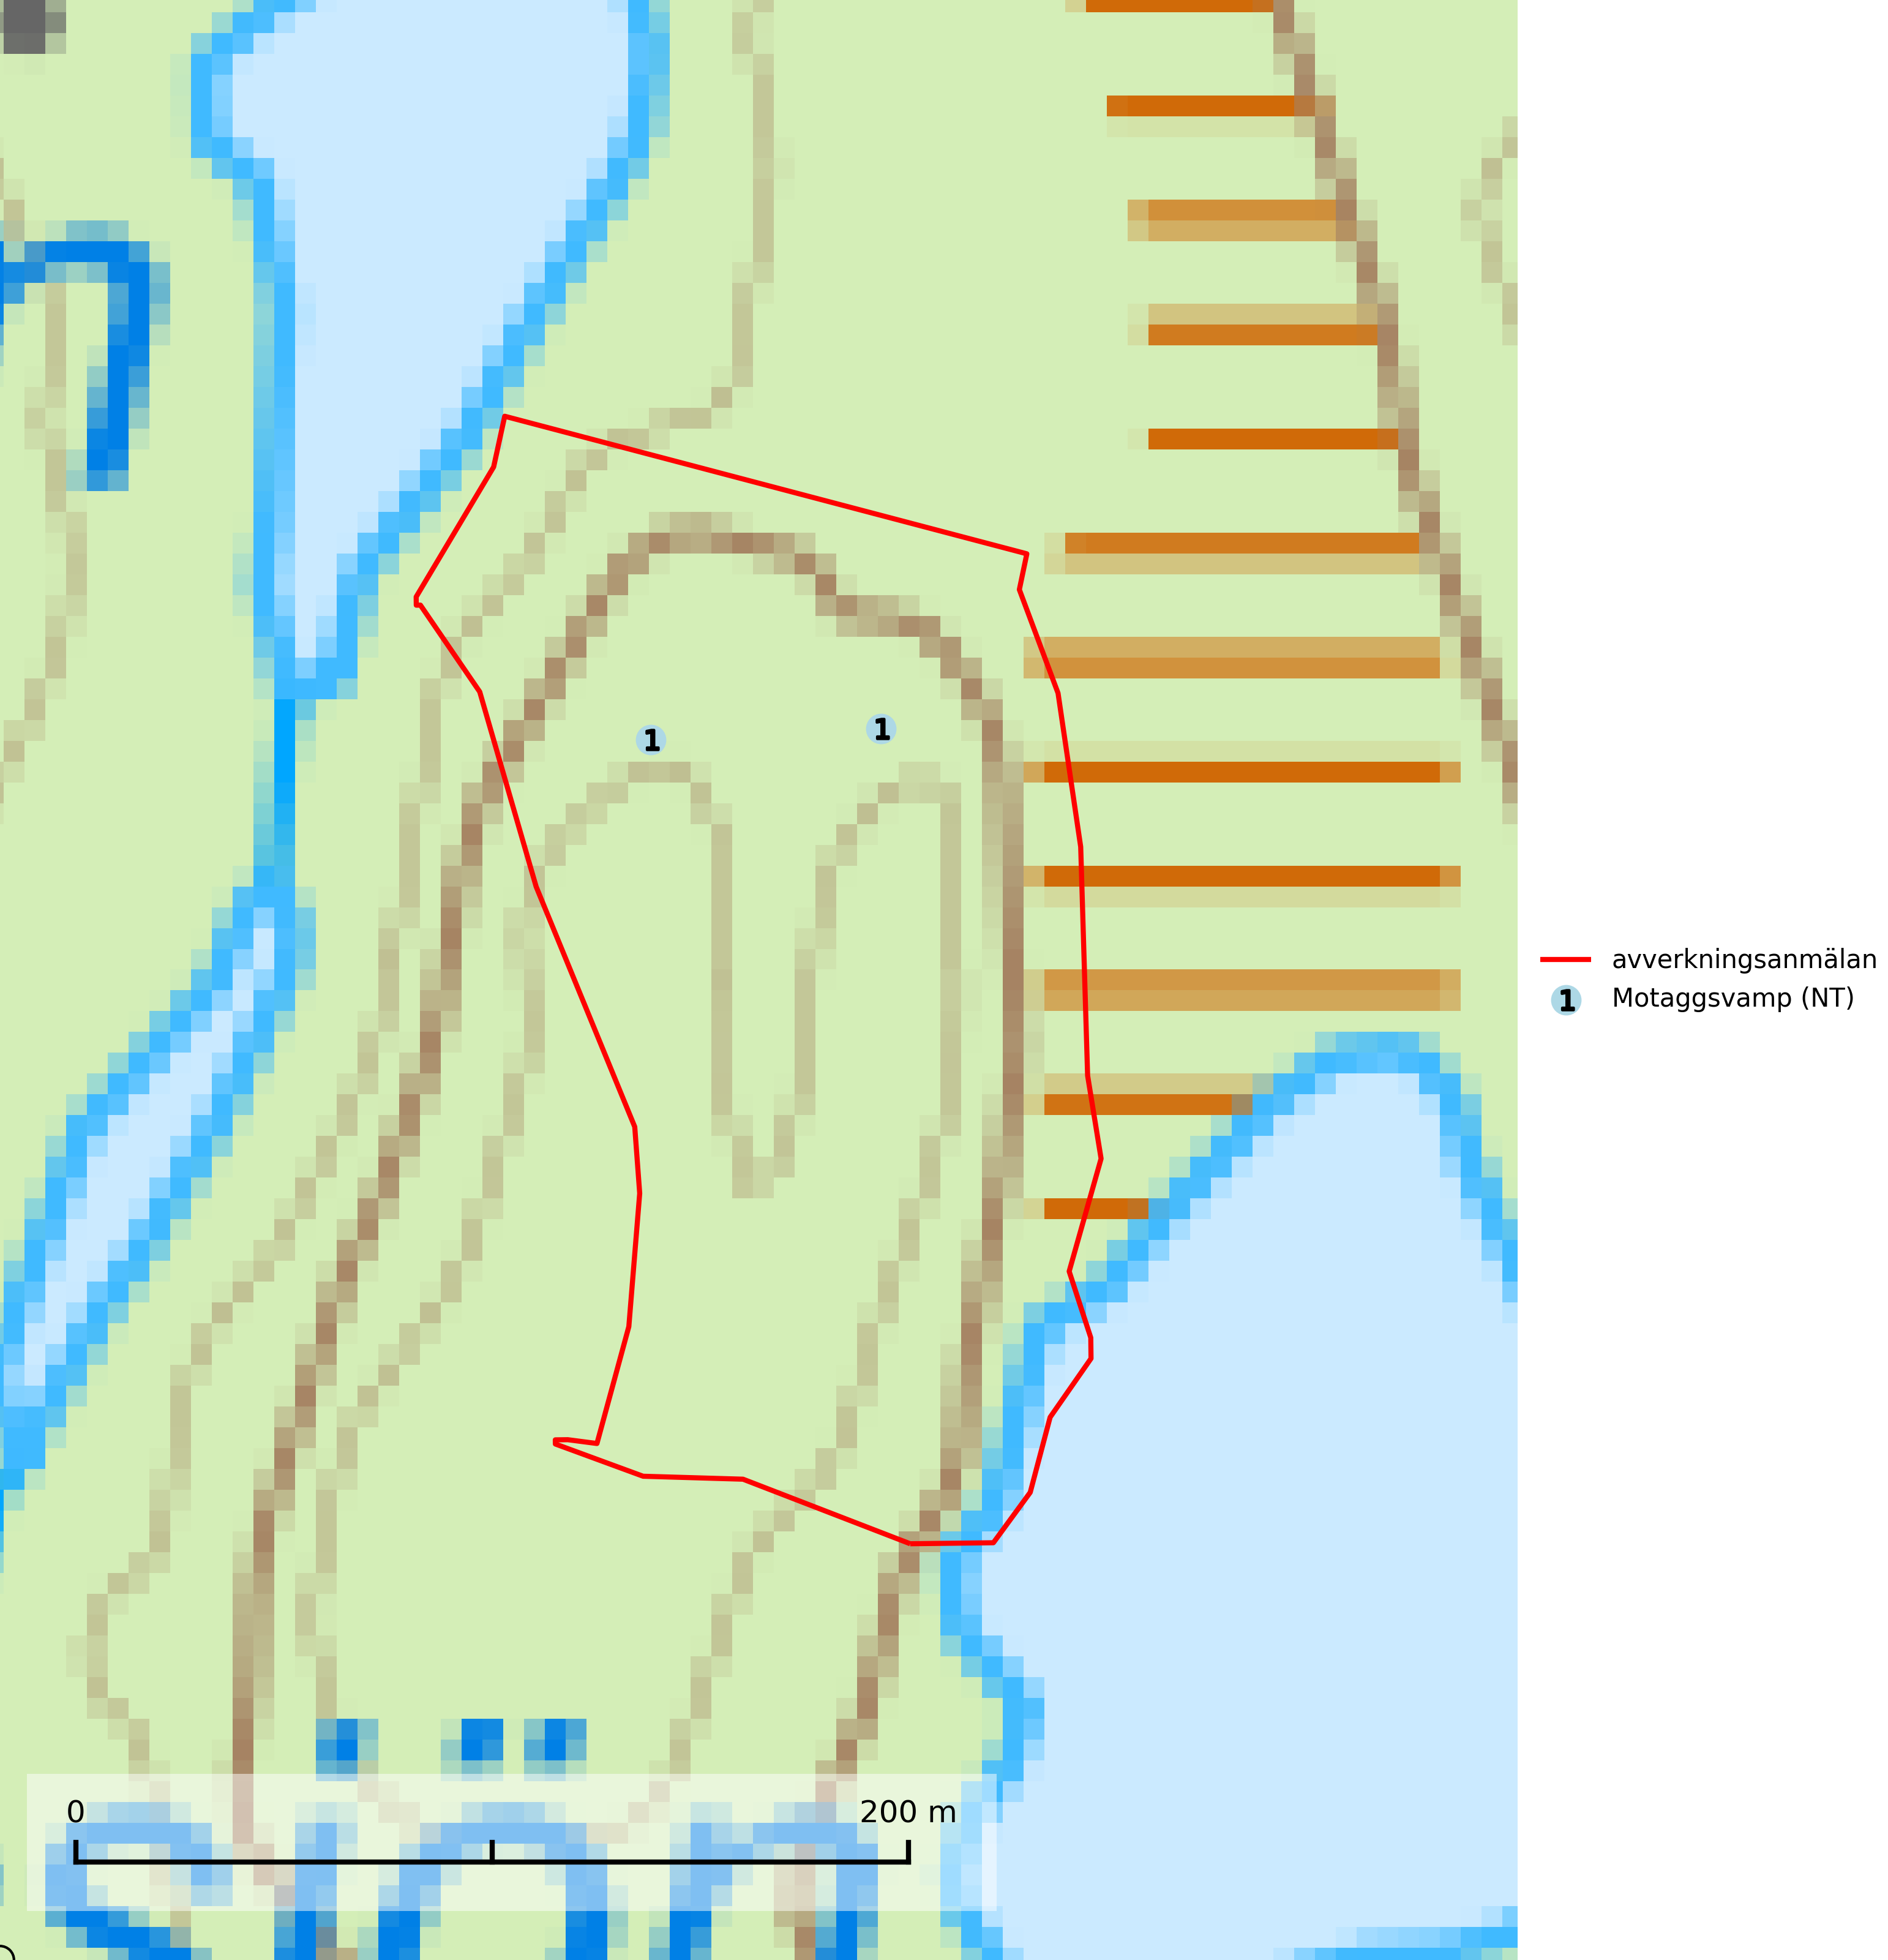 1
1
avverkningsanmälan
1 Motaggsvamp (NT)
0 200 m